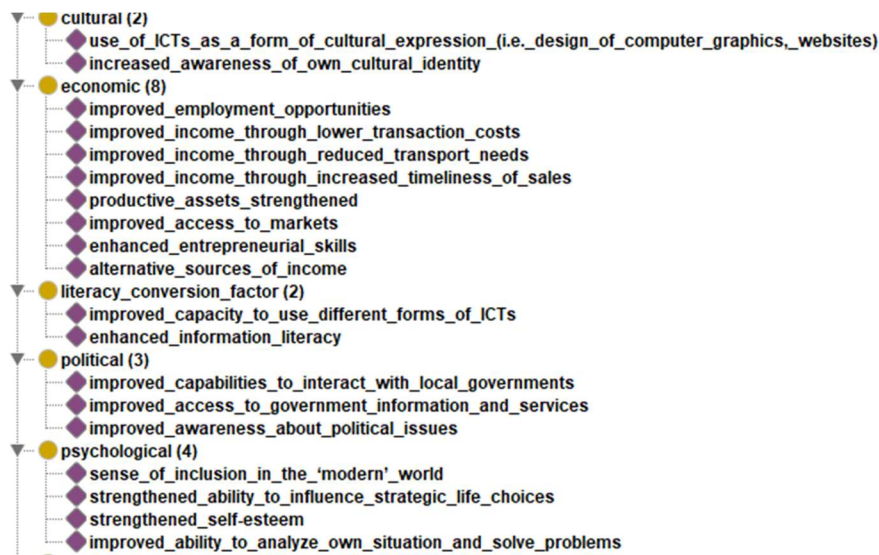 cultural (2)
use_of_ICTs_as_a_form_of_cultural_expression_(i.e._design_of_computer_graphics,_websites)
increased_awareness_of_own_cultural_identity
economic (8)
improved_employment_opportunities
improved_income_through_lower_transaction_costs
improved_income_through_reduced_transport_needs
improved_income_through_increased_timeliness_of_sales
productive_assets_strengthened
improved_access_to_markets
enhanced_entrepreneurial_skills
alternative_sources_of_income
literacy_conversion_factor (2)
improved_capacity_to_use_different_forms_of_ICTs
enhanced_information_literacy
political (3)
improved_capabilities_to_interact_with_local_governments
improved_access_to_government_information_and_services
improved_awareness_about_political_issues
psychological (4)
sense_of_inclusion_in_the_‘modern’_world
strengthened_ability_to_influence_strategic_life_choices
strengthened_self-esteem
improved_ability_to_analyze_own_situation_and_solve_problems